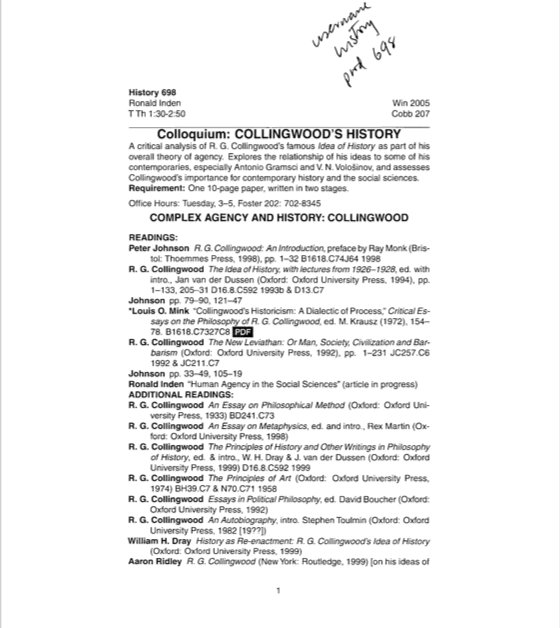 username
history
pwd 698
History 698
Ronald Inden Win 2005
T Th 1:30-2:50 Cobb 207
Colloquium: COLLINGWOOD'S HISTORY
A critical analysis of R. G. Collingwood's famous Idea of History as part of his
overall theory of agency. Explores the relationship of his ideas to some of his
contemporaries, especially Antonio Gramsci and V. N. Vološinov, and assesses
Collingwood's importance for contemporary history and the social sciences.
Requirement: One 10-page paper, written in two stages.
Office Hours: Tuesday, 3–5, Foster 202: 702-8345
COMPLEX AGENCY AND HISTORY: COLLINGWOOD
READINGS:
Peter Johnson R. G. Collingwood: An Introduction, preface by Ray Monk (Bris-
tol: Thoemmes Press, 1998), pp. 1–32 B1618.C74J64 1998
R. G. Collingwood The Idea of History, with lectures from 1926–1928, ed. with
intro., Jan van der Dussen (Oxford: Oxford University Press, 1994), pp.
1–133, 205–31 D16.8.C592 1993b & D13.C7
Johnson pp. 79–90, 121–47
*Louis O. Mink "Collingwood's Historicism: A Dialectic of Process," Critical Es-
says on the Philosophy of R. G. Collingwood, ed. M. Krausz (1972), 154–
78. B1618.C7327C8 PDF
R. G. Collingwood The New Leviathan: Or Man, Society, Civilization and Bar-
barism (Oxford: Oxford University Press, 1992), pp. 1–231 JC257.C6
1992 & JC211.C7
Johnson pp. 33–49, 105–19
Ronald Inden "Human Agency in the Social Sciences" (article in progress)
ADDITIONAL READINGS:
R. G. Collingwood An Essay on Philosophical Method (Oxford: Oxford Uni-
versity Press, 1933) BD241.C73
R. G. Collingwood An Essay on Metaphysics, ed. and intro., Rex Martin (Ox-
ford: Oxford University Press, 1998)
R. G. Collingwood The Principles of History and Other Writings in Philosophy
of History, ed. & intro., W. H. Dray & J. van der Dussen (Oxford: Oxford
University Press, 1999) D16.8.C592 1999
R. G. Collingwood The Principles of Art (Oxford: Oxford University Press,
1974) BH39.C7 & N70.C71 1958
R. G. Collingwood Essays in Political Philosophy, ed. David Boucher (Oxford:
Oxford University Press, 1992)
R. G. Collingwood An Autobiography, intro. Stephen Toulmin (Oxford: Oxford
University Press, 1982 [19??])
William H. Dray History as Re-enactment: R. G. Collingwood's Idea of History
(Oxford: Oxford University Press, 1999)
Aaron Ridley R. G. Collingwood (New York: Routledge, 1999) [on his ideas of
1